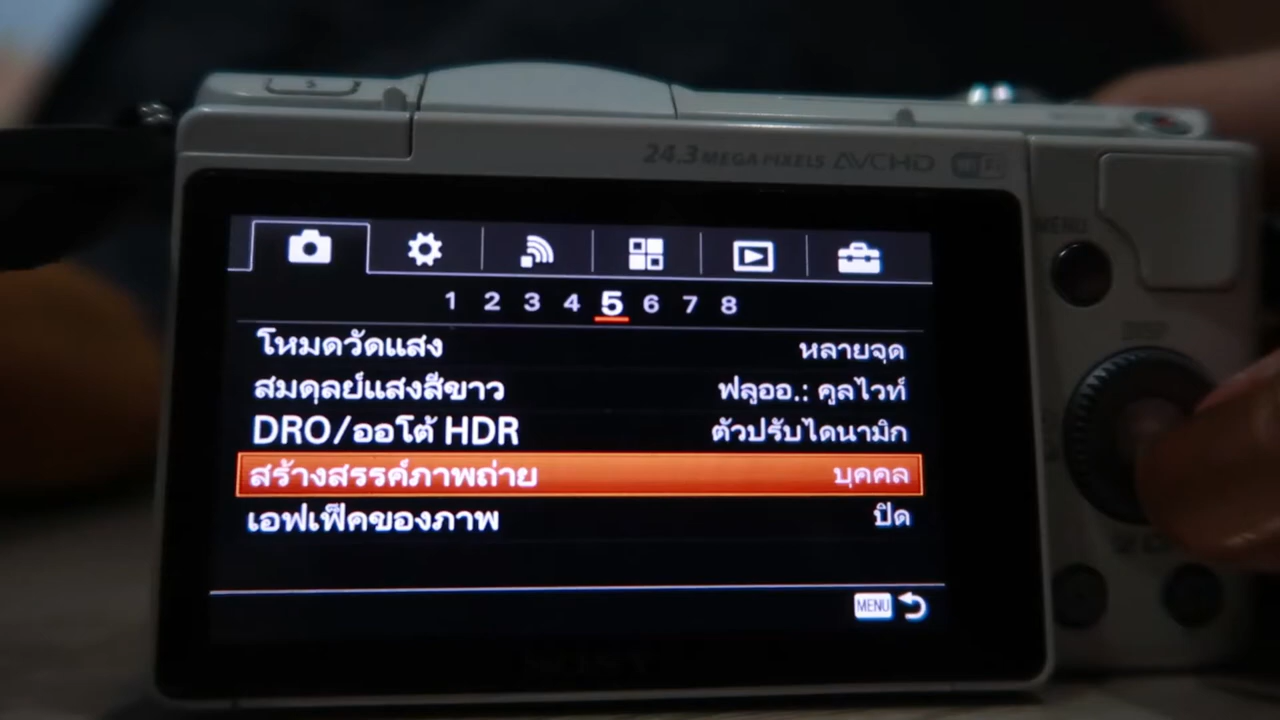 24.3 MEGA PIXELS AVCHD Wi Fi
MENU
1 2 3 4 5 6 7 8
โหมดวัดแสง หลายจุด
สมดุลย์แสงสีขาว ฟลูออ.: คูลไวท์
DRO/ออโต้ HDR ตัวปรับไดนามิก
สร้างสรรค์ภาพถ่าย บุคคล
เอฟเฟ็คของภาพ ปิด
MENU
SONY
DISP